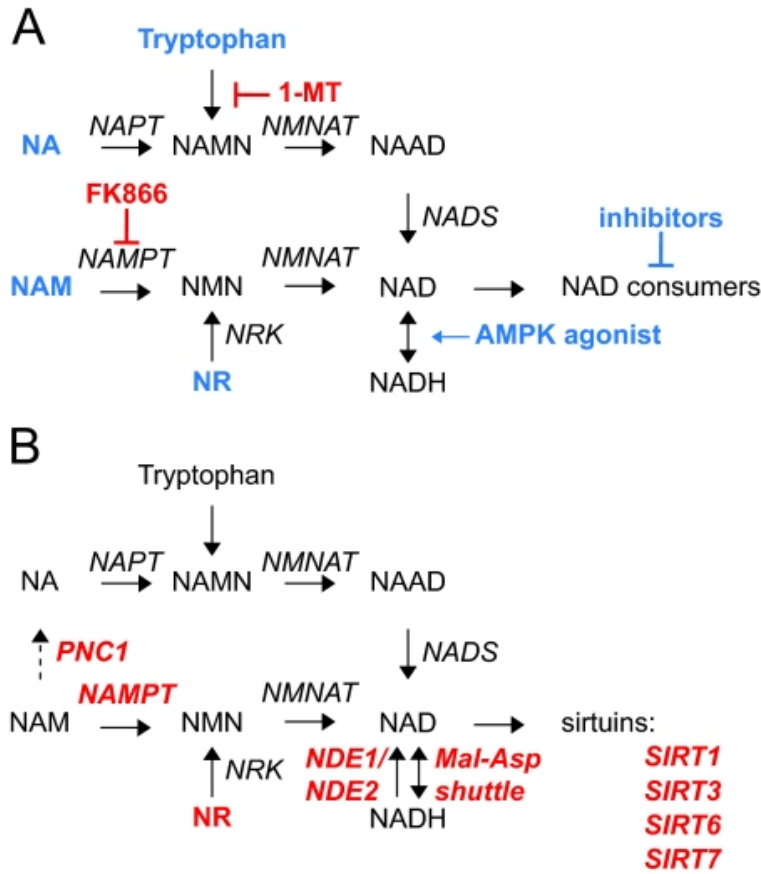 A
Tryptophan
1-MT
NAPT NMNAT
NA NAMN NAAD
FK866
NADS
inhibitors
NAMPT NMNAT
NAM NMN NAD NAD consumers
NRK
AMPK agonist
NR NADH
B
Tryptophan
NAPT NMNAT
NA NAMN NAAD
PNC1 NADS
NAMPT NMNAT
NAM NMN NAD sirtuins:
NDE1/ Mal-Asp SIRT1
NRK
NDE2 shuttle SIRT3
NR NADH SIRT6
SIRT7